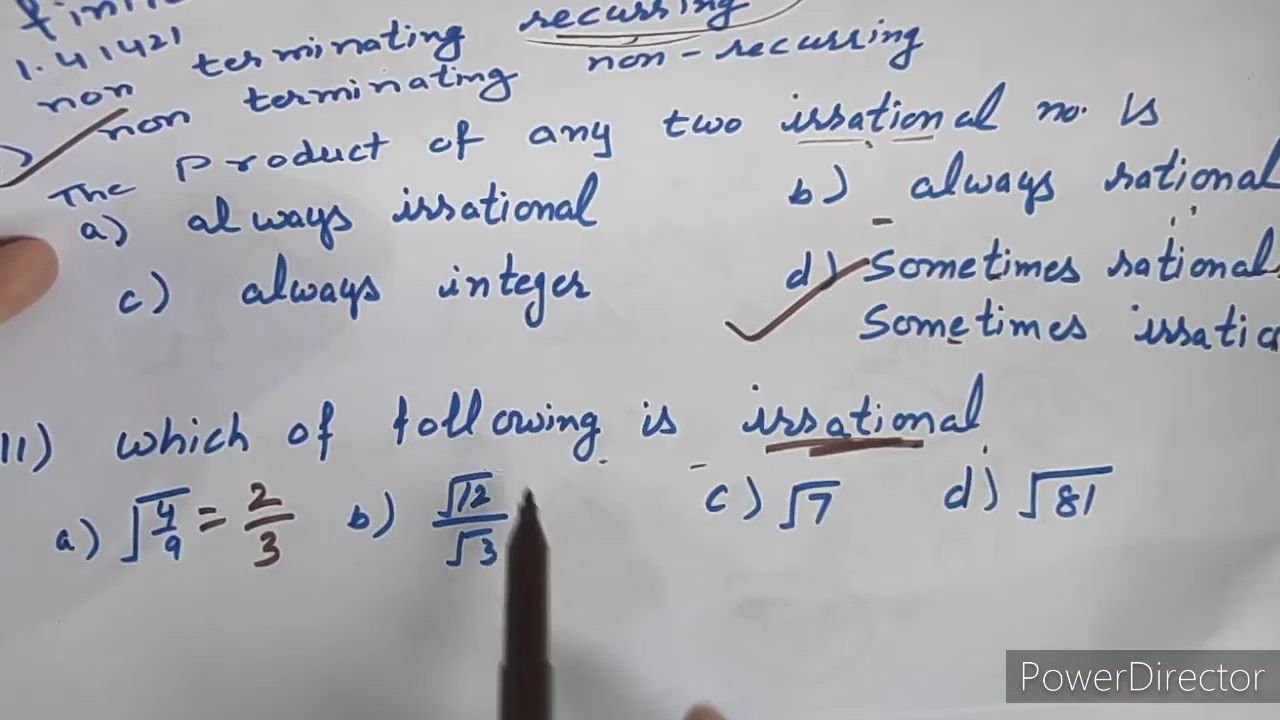 1.41421
non terminating recurring
non terminating non-recurring
The product of any two irrational no. is
a) always irrational b) always rational
c) always integer d) Sometimes rational
Sometimes irratio
11) which of following is irrational
a) √4/9 = 2/3 b) √12/√3 c) √7 d) √81
PowerDirector